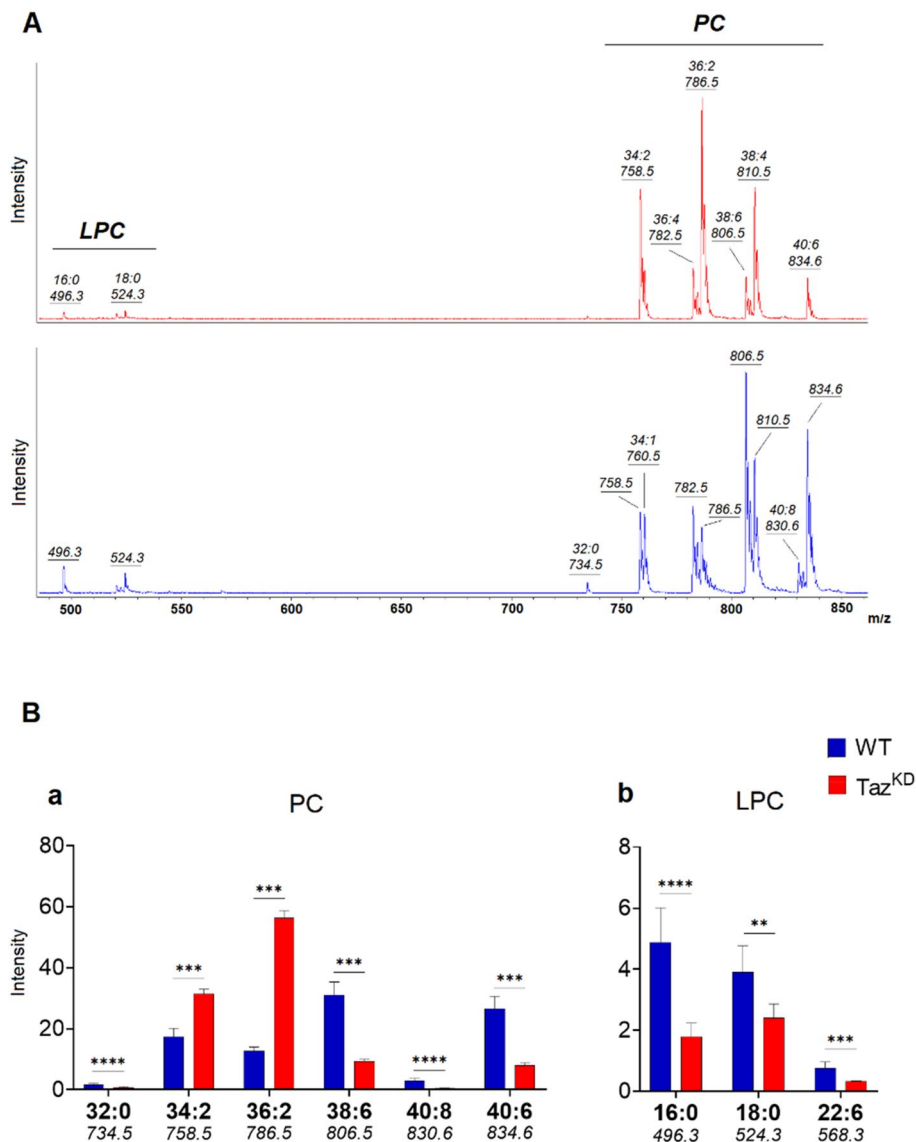 A
PC
36:2
786.5
34:2
758.5
38:4
810.5
36:4
782.5
38:6
806.5
40:6
834.6
LPC
16:0
496.3
18:0
524.3
Intensity
806.5
834.6
810.5
34:1
760.5
758.5
782.5
786.5
40:8
830.6
32:0
734.5
496.3
524.3
Intensity
500 550 600 650 700 750 800 850
m/z
B
WT
Taz^KD
a
PC
80
60
40
20
0
Intensity
**** *** *** *** **** ***
32:0 34:2 36:2 38:6 40:8 40:6
734.5 758.5 786.5 806.5 830.6 834.6
b
LPC
8
6
4
2
0
**** ** ***
16:0 18:0 22:6
496.3 524.3 568.3